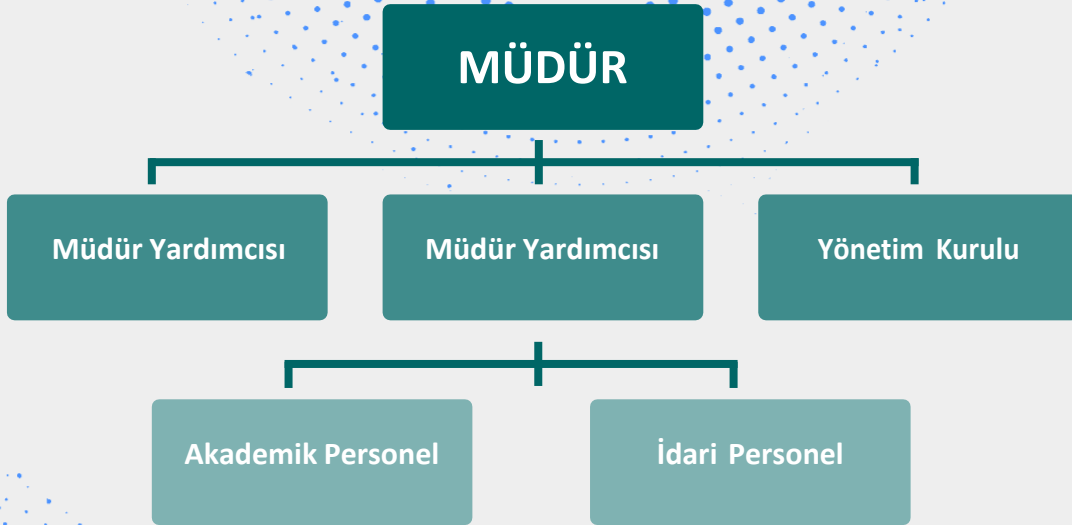 MÜDÜR
Müdür Yardımcısı
Müdür Yardımcısı
Yönetim Kurulu
Akademik Personel
İdari Personel